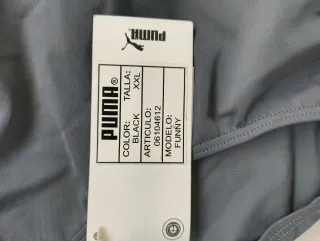 PUMA®
PUMA®
COLOR:
BLACK
TALLA:
XXL
ARTICULO:
06104612
MODELO:
FUNNY